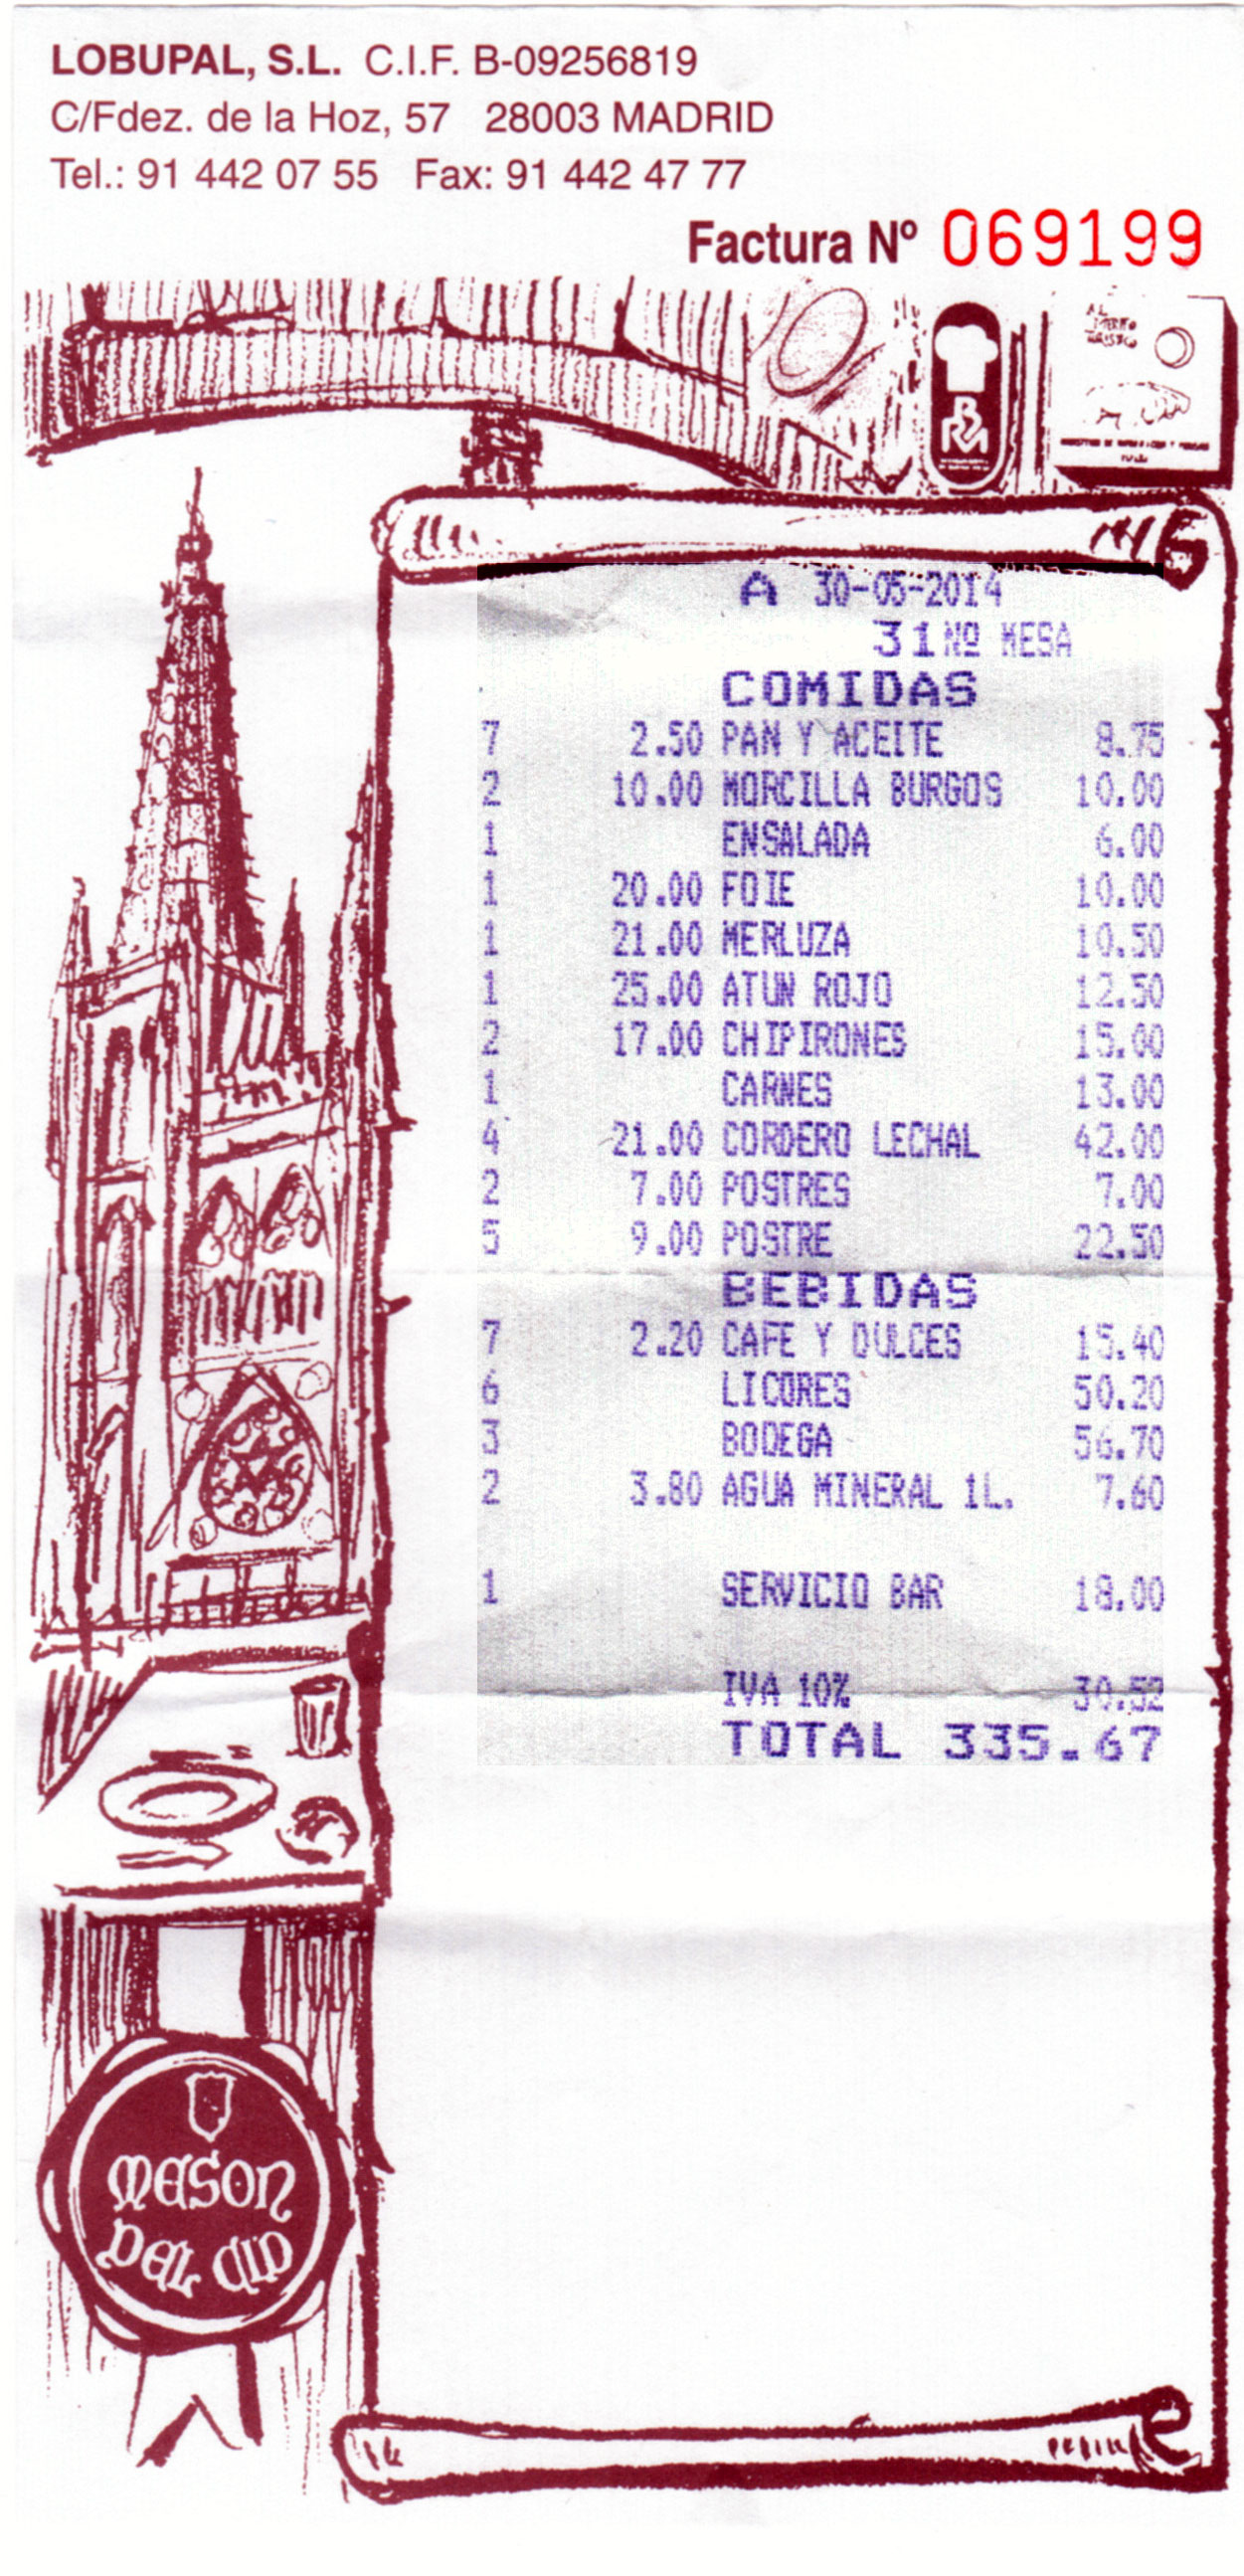 LOBUPAL, S.L. C.I.F. B-09256819
C/Fdez. de la Hoz, 57 28003 MADRID
Tel.: 91 442 07 55 Fax: 91 442 47 77
Factura Nº 069199
AL
BRM
A 30-05-2014
31 Nº MESA
COMIDAS
7 2.50 PAN Y ACEITE 8.75
2 10.00 MORCILLA BURGOS 10.00
1 ENSALADA 6.00
1 20.00 FOIE 10.00
1 21.00 MERLUZA 10.50
1 25.00 ATUN ROJO 12.50
2 17.00 CHIPIRONES 15.00
1 CARNES 13.00
4 21.00 CORDERO LECHAL 42.00
2 7.00 POSTRES 7.00
5 9.00 POSTRE 22.50
BEBIDAS
7 2.20 CAFE Y DULCES 15.40
6 LICORES 50.20
3 BODEGA 56.70
2 3.80 AGUA MINERAL 1L. 7.60
1 SERVICIO BAR 18.00
IVA 10% 30.52
TOTAL 335.67
MESON
DEL CID